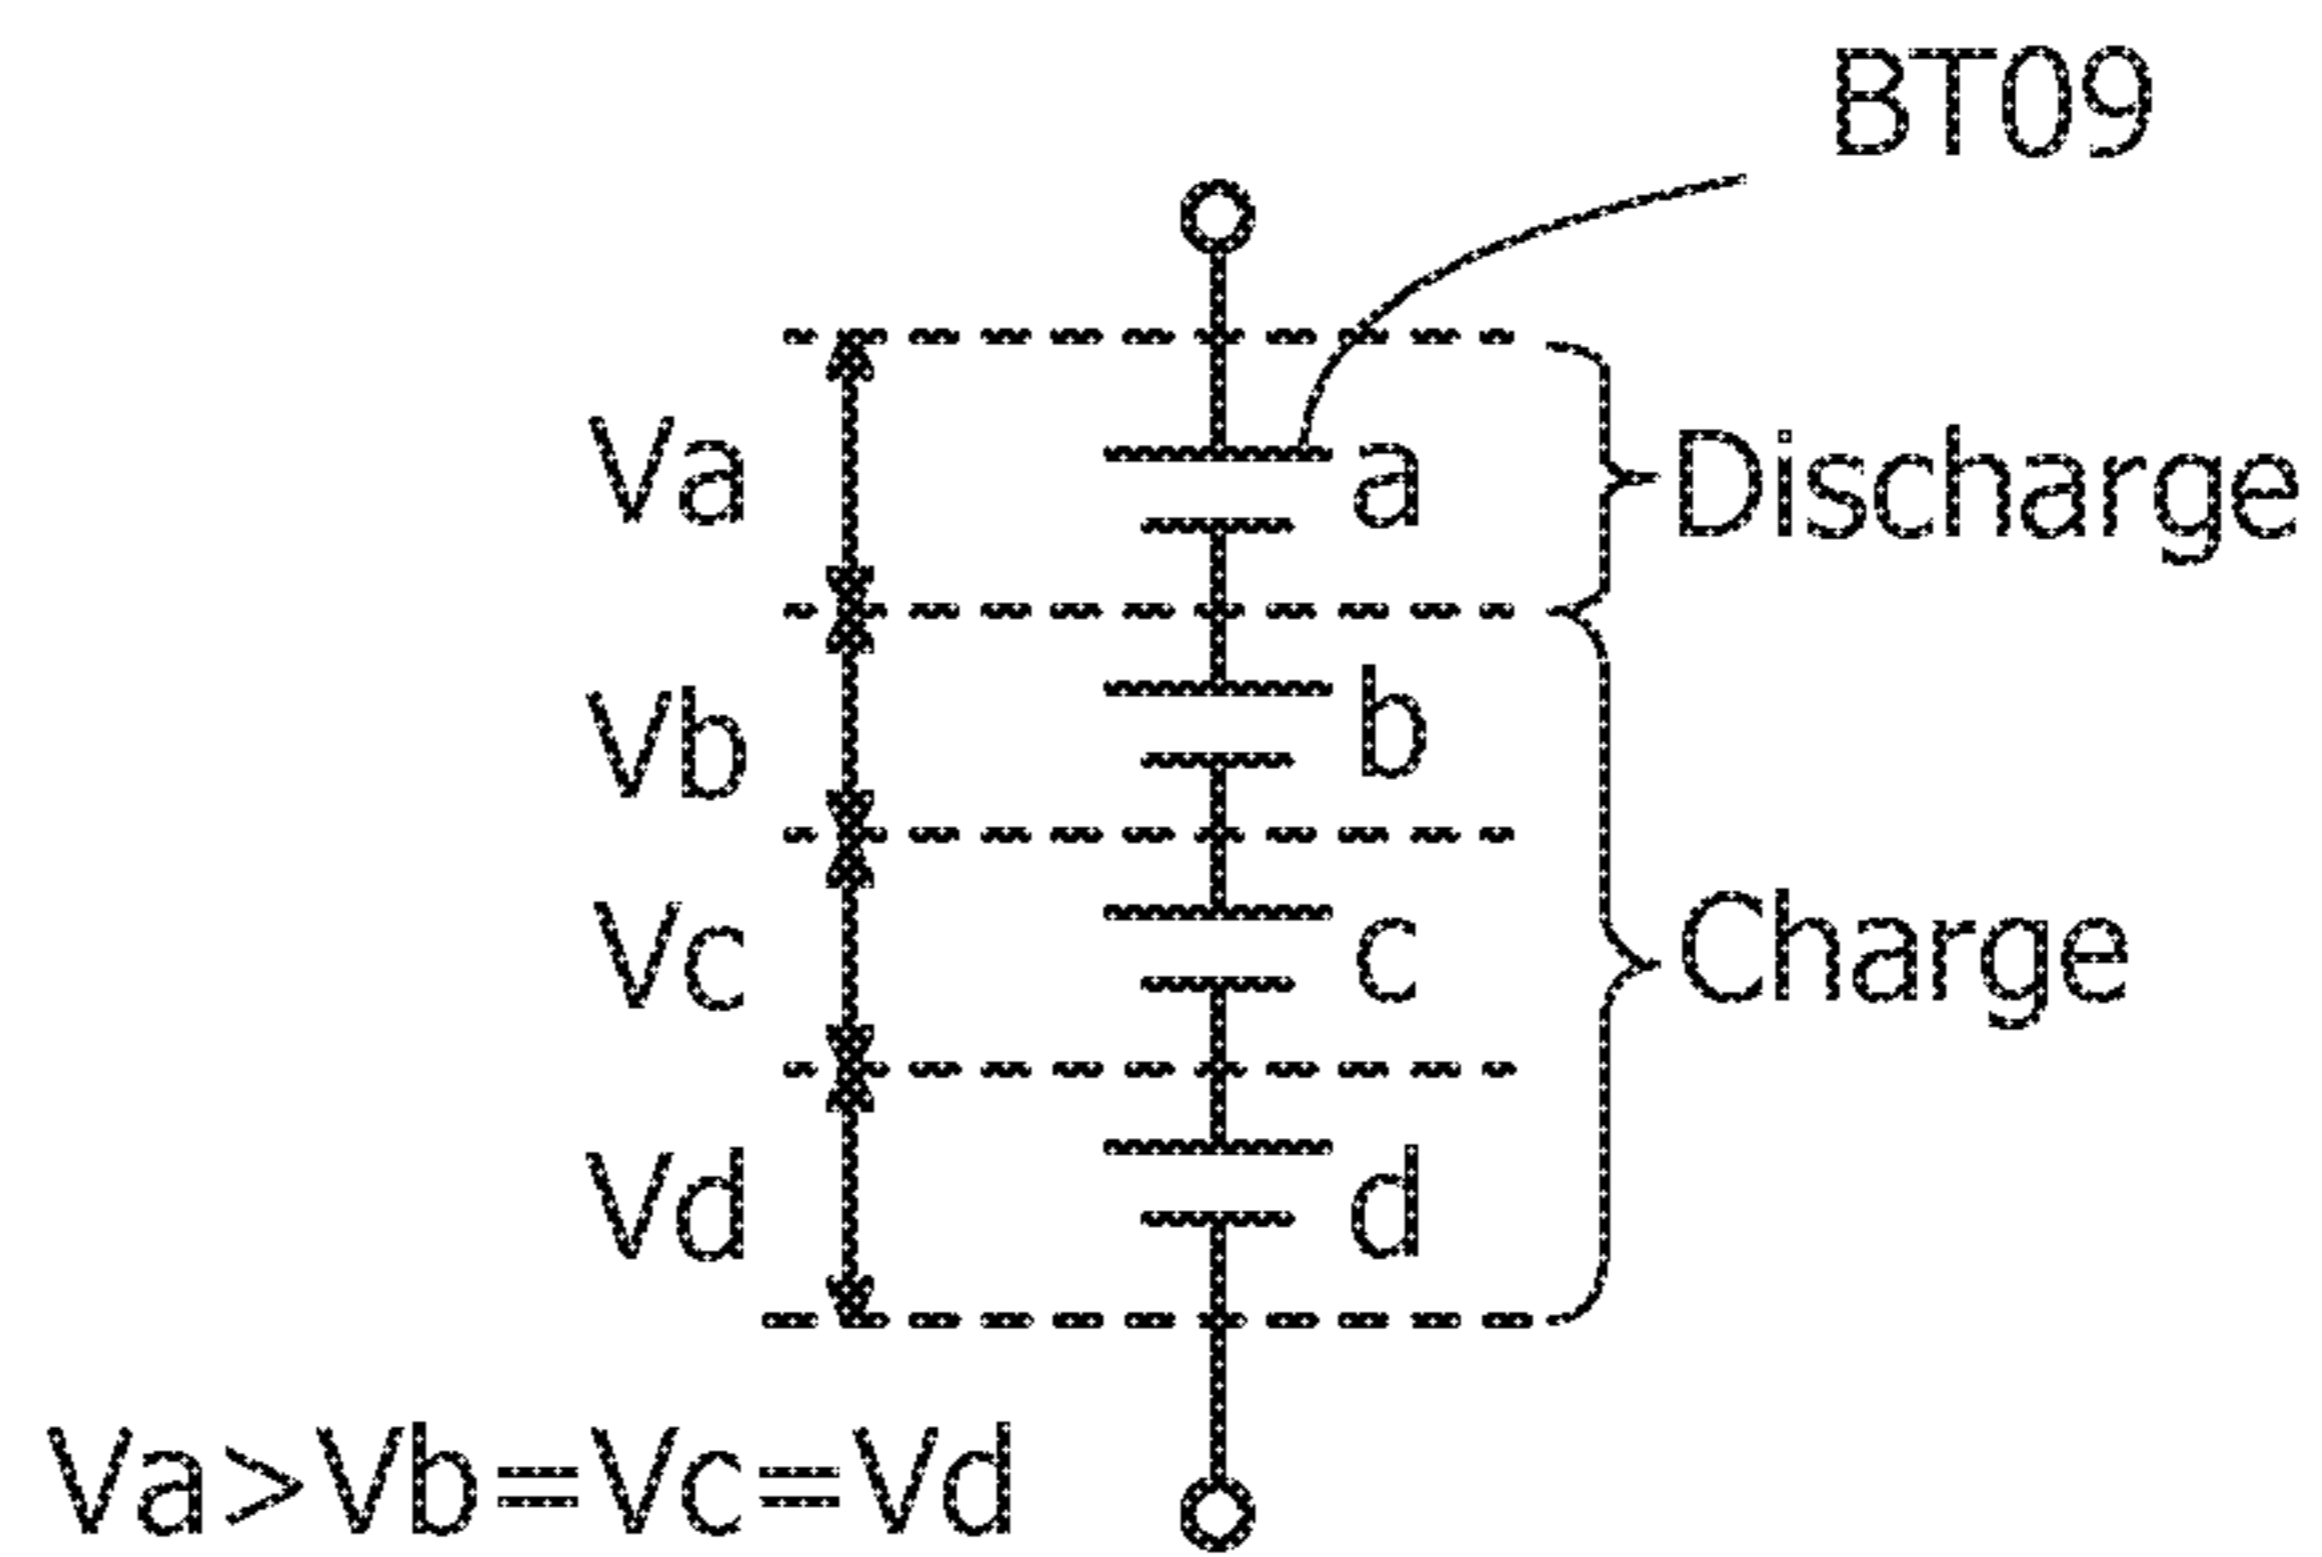 BT09
Va
a
Discharge
Vb
b
Vc
c
Charge
Vd
d
Va>Vb=Vc=Vd